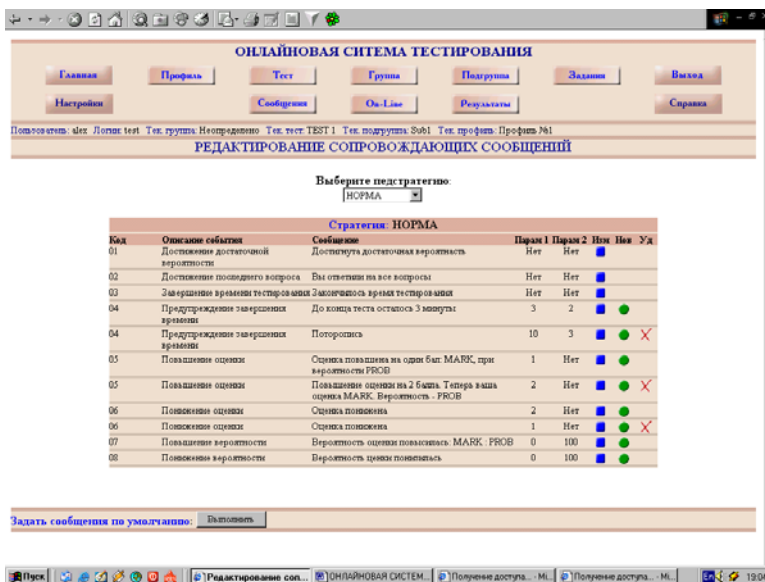 ОНЛАЙНОВАЯ СИТЕМА ТЕСТИРОВАНИЯ
Главная Профиль Тест Группа Подгруппа Задания Выход
Настройки Сообщения On-Line Результаты Справка
Пользователь: alex Логин: test Тек. группа: Неопределено Тек. тест: TEST 1 Тек. подгруппа: Sub1 Тек. профиль: Профиль №1
РЕДАКТИРОВАНИЕ СОПРОВОЖДАЮЩИХ СООБЩЕНИЙ
Выберите педстратегию:
НОРМА
Стратегия: НОРМА
Код Описание события Сообщение Парам 1 Парам 2 Изм Нов Уд
01 Достижение достаточной вероятности Достигнута достаточная вероятность Нет Нет
02 Достижение последнего вопроса Вы ответили на все вопросы Нет Нет
03 Завершение времени тестирования Закончилось время тестирования Нет Нет
04 Предупреждение завершения времени До конца теста осталось 3 минуты 3 2
04 Предупреждение завершения времени Поторопись 10 3
05 Повышение оценки Оценка повышена на один бал: MARK, при вероятности PROB 1 Нет
05 Повышение оценки Повышение оценки на 2 балла. Теперь ваша оценка MARK. Вероятность - PROB 2 Нет
06 Понижение оценки Оценка понижена 2 Нет
06 Понижение оценки Оценка понижена 1 Нет
07 Повышение вероятности Вероятность оценки повысилась: MARK : PROB 0 100
08 Понижение вероятности Вероятность ценки понизилась 0 100
Задать сообщения по умолчанию: Выполнить
Пуск Редактирование соп... ОНЛАЙНОВАЯ СИСТЕМ... Получение доступа... - Mi... Получение доступа... - Mi... En 19:04